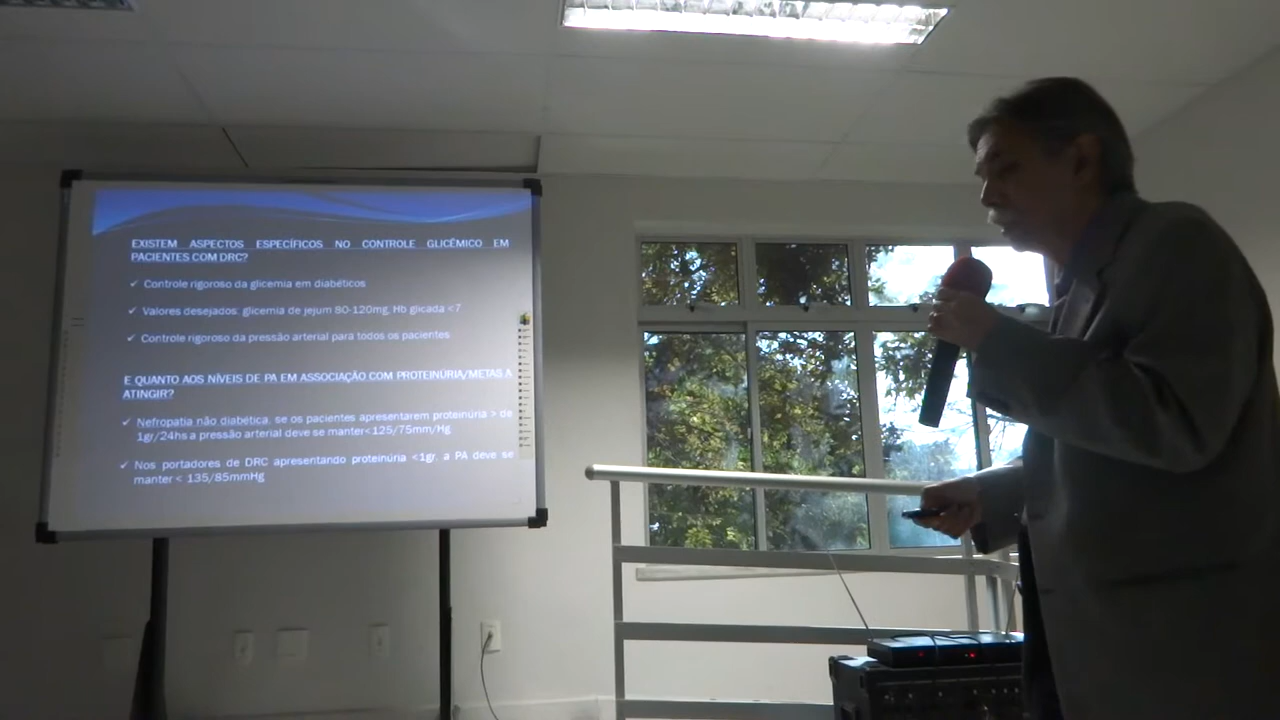 EXISTEM ASPECTOS ESPECÍFICOS NO CONTROLE GLICÊMICO EM
PACIENTES COM DRC?
✓ Controle rigoroso da glicemia em diabéticos
✓ Valores desejados: glicemia de jejum 80-120mg, Hb glicada <7
✓ Controle rigoroso da pressão arterial para todos os pacientes
E QUANTO AOS NÍVEIS DE PA EM ASSOCIAÇÃO COM PROTEINÚRIA/METAS A
ATINGIR?
✓ Nefropatia não diabética, se os pacientes apresentarem proteinúria > de
1gr/24hs a pressão arterial deve se manter<125/75mm/Hg
✓ Nos portadores de DRC apresentando proteinúria <1gr, a PA deve se
manter < 135/85mmHg